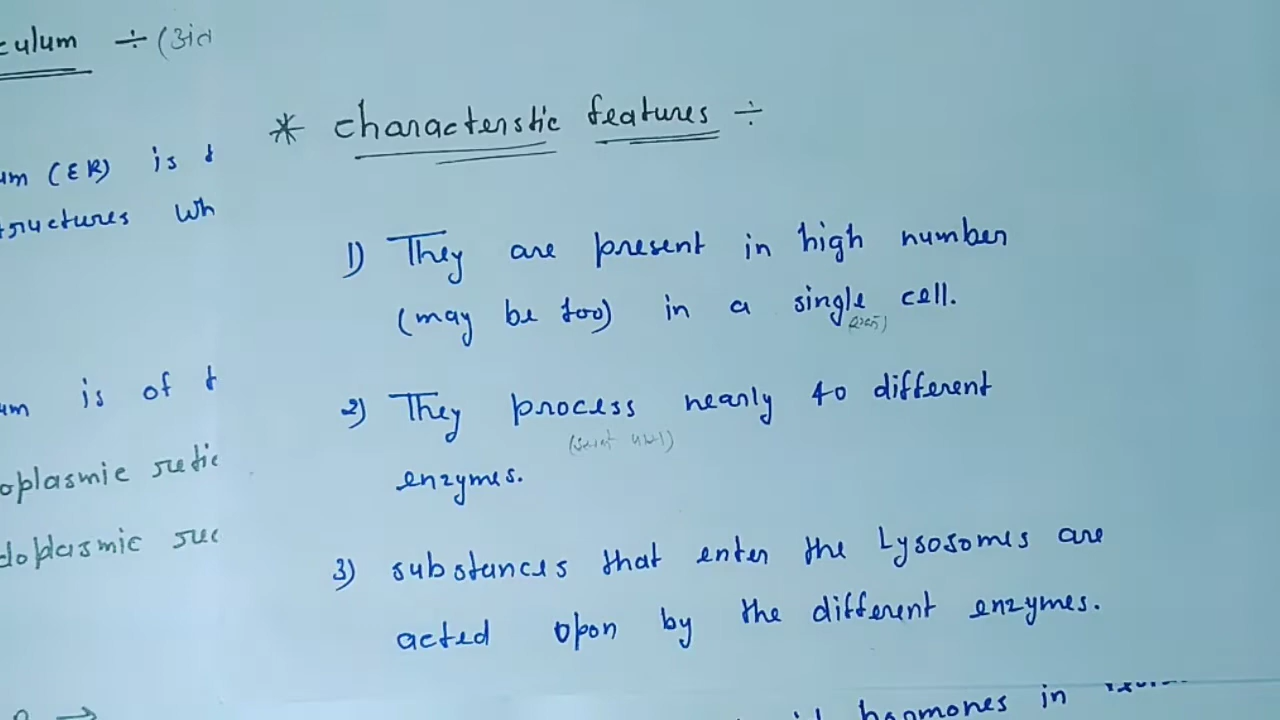 culum ÷
um (ER) is
structures wh
um is of
oplasmic retic
doplasmic
* characterstic features ÷
1) They are present in high number
(may be too) in a single cell.
2) They process nearly 40 different
enzymes.
3) substances that enter the Lysosomes are
acted upon by the different enzymes.
hormones in